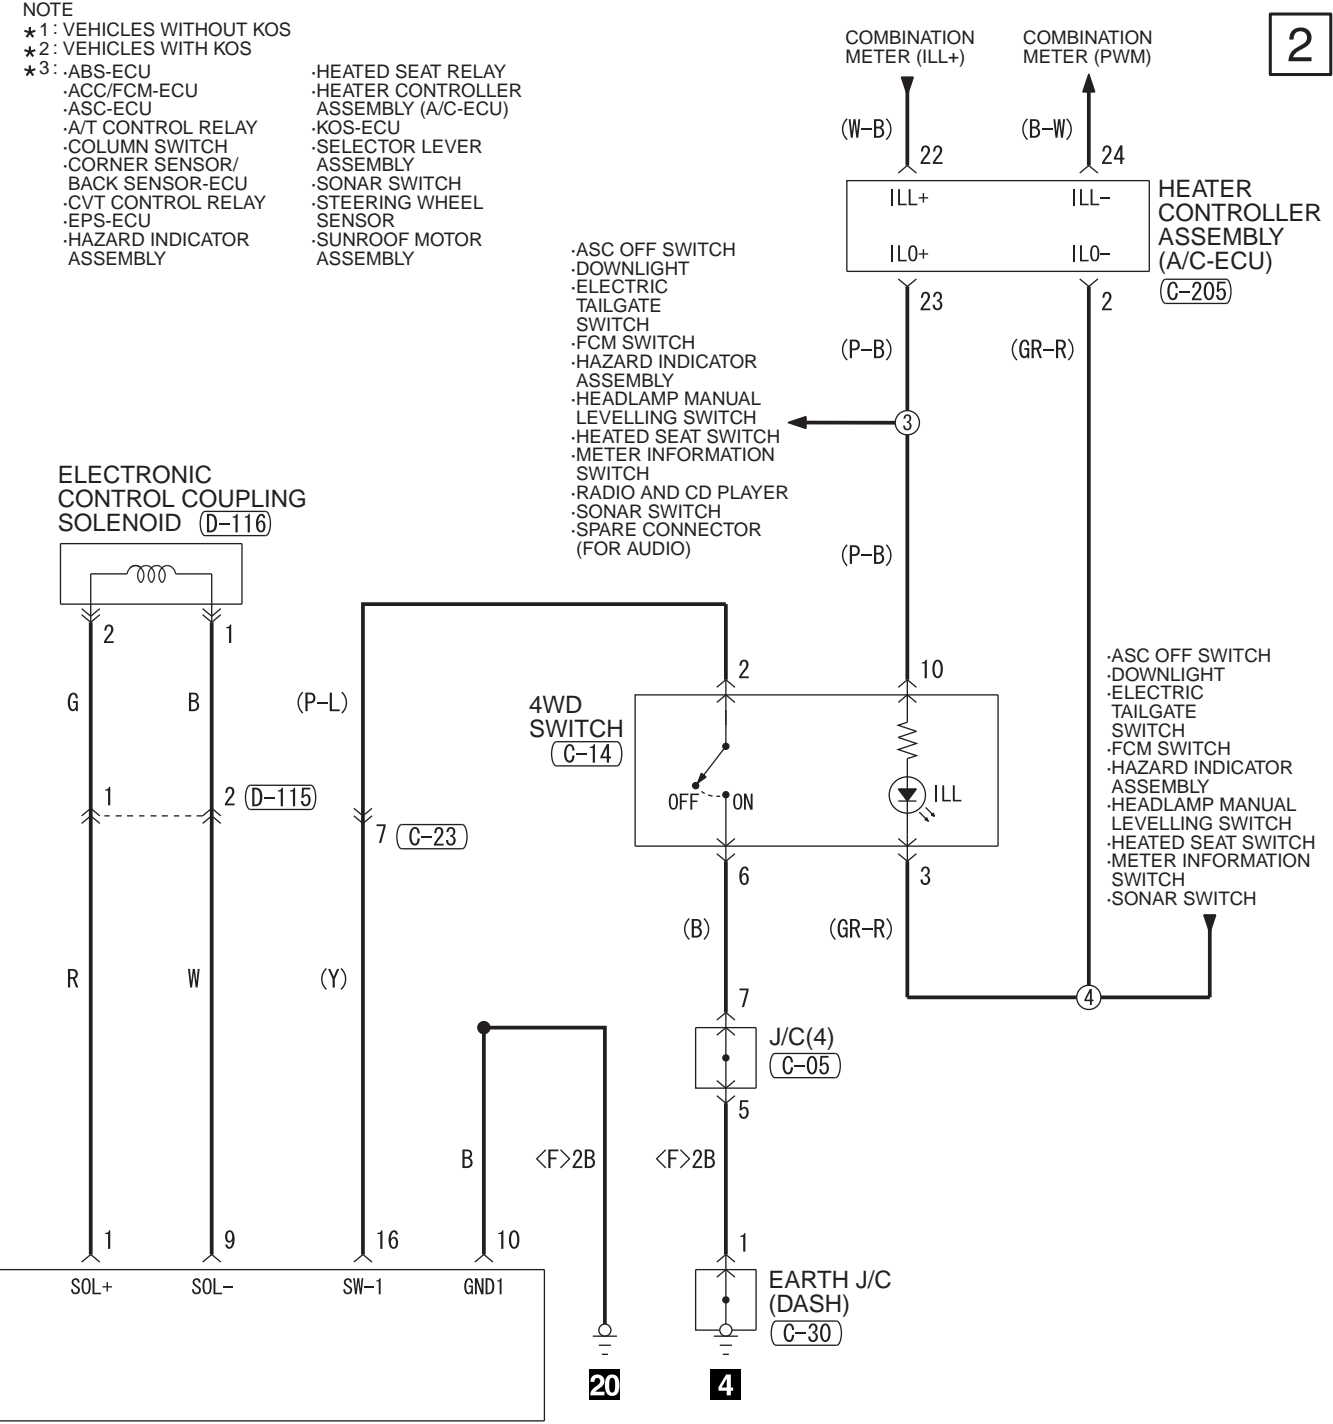 NOTE
*1: VEHICLES WITHOUT KOS
*2: VEHICLES WITH KOS
*3: ·ABS-ECU
·ACC/FCM-ECU
·ASC-ECU
·A/T CONTROL RELAY
·COLUMN SWITCH
·CORNER SENSOR/
BACK SENSOR-ECU
·CVT CONTROL RELAY
·EPS-ECU
·HAZARD INDICATOR
ASSEMBLY
·HEATED SEAT RELAY
·HEATER CONTROLLER
ASSEMBLY (A/C-ECU)
·KOS-ECU
·SELECTOR LEVER
ASSEMBLY
·SONAR SWITCH
·STEERING WHEEL
SENSOR
·SUNROOF MOTOR
ASSEMBLY
COMBINATION
METER (ILL+)
COMBINATION
METER (PWM)
2
(W-B)
(B-W)
22
24
ILL+
ILL-
ILO+
ILO-
HEATER
CONTROLLER
ASSEMBLY
(A/C-ECU)
(C-205)
23
2
(P-B)
(GR-R)
·ASC OFF SWITCH
·DOWNLIGHT
·ELECTRIC
TAILGATE
SWITCH
·FCM SWITCH
·HAZARD INDICATOR
ASSEMBLY
·HEADLAMP MANUAL
LEVELLING SWITCH
·HEATED SEAT SWITCH
·METER INFORMATION
SWITCH
·RADIO AND CD PLAYER
·SONAR SWITCH
·SPARE CONNECTOR
(FOR AUDIO)
3
(P-B)
ELECTRONIC
CONTROL COUPLING
SOLENOID (D-116)
2
1
G
B
(P-L)
2
10
4WD
SWITCH
(C-14)
OFF
ON
ILL
1
2 (D-115)
7 (C-23)
6
3
·ASC OFF SWITCH
·DOWNLIGHT
·ELECTRIC
TAILGATE
SWITCH
·FCM SWITCH
·HAZARD INDICATOR
ASSEMBLY
·HEADLAMP MANUAL
LEVELLING SWITCH
·HEATED SEAT SWITCH
·METER INFORMATION
SWITCH
·SONAR SWITCH
(B)
(GR-R)
R
W
(Y)
4
7
J/C(4)
(C-05)
5
B
<F>2B
<F>2B
1
9
16
10
1
SOL+
SOL-
SW-1
GND1
EARTH J/C
(DASH)
(C-30)
20
4